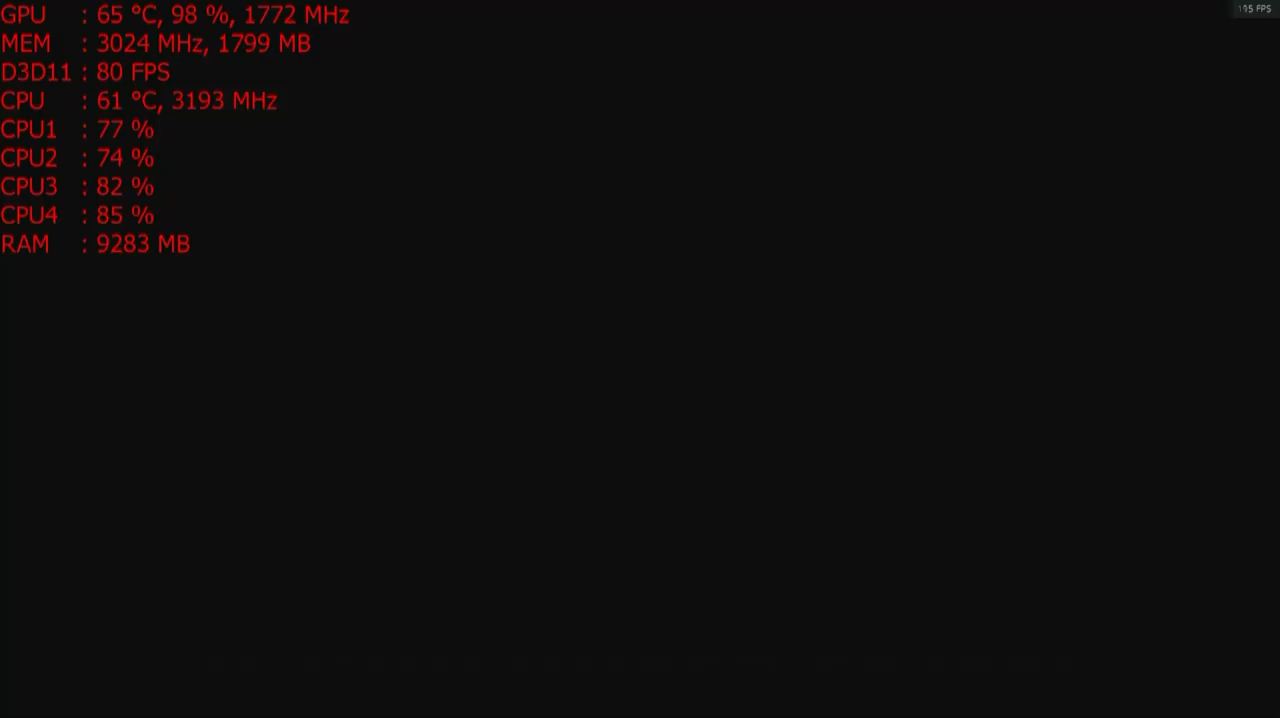 GPU : 65 °C, 98 %, 1772 MHz
MEM : 3024 MHz, 1799 MB
D3D11 : 80 FPS
CPU : 61 °C, 3193 MHz
CPU1 : 77 %
CPU2 : 74 %
CPU3 : 82 %
CPU4 : 85 %
RAM : 9283 MB
FPS